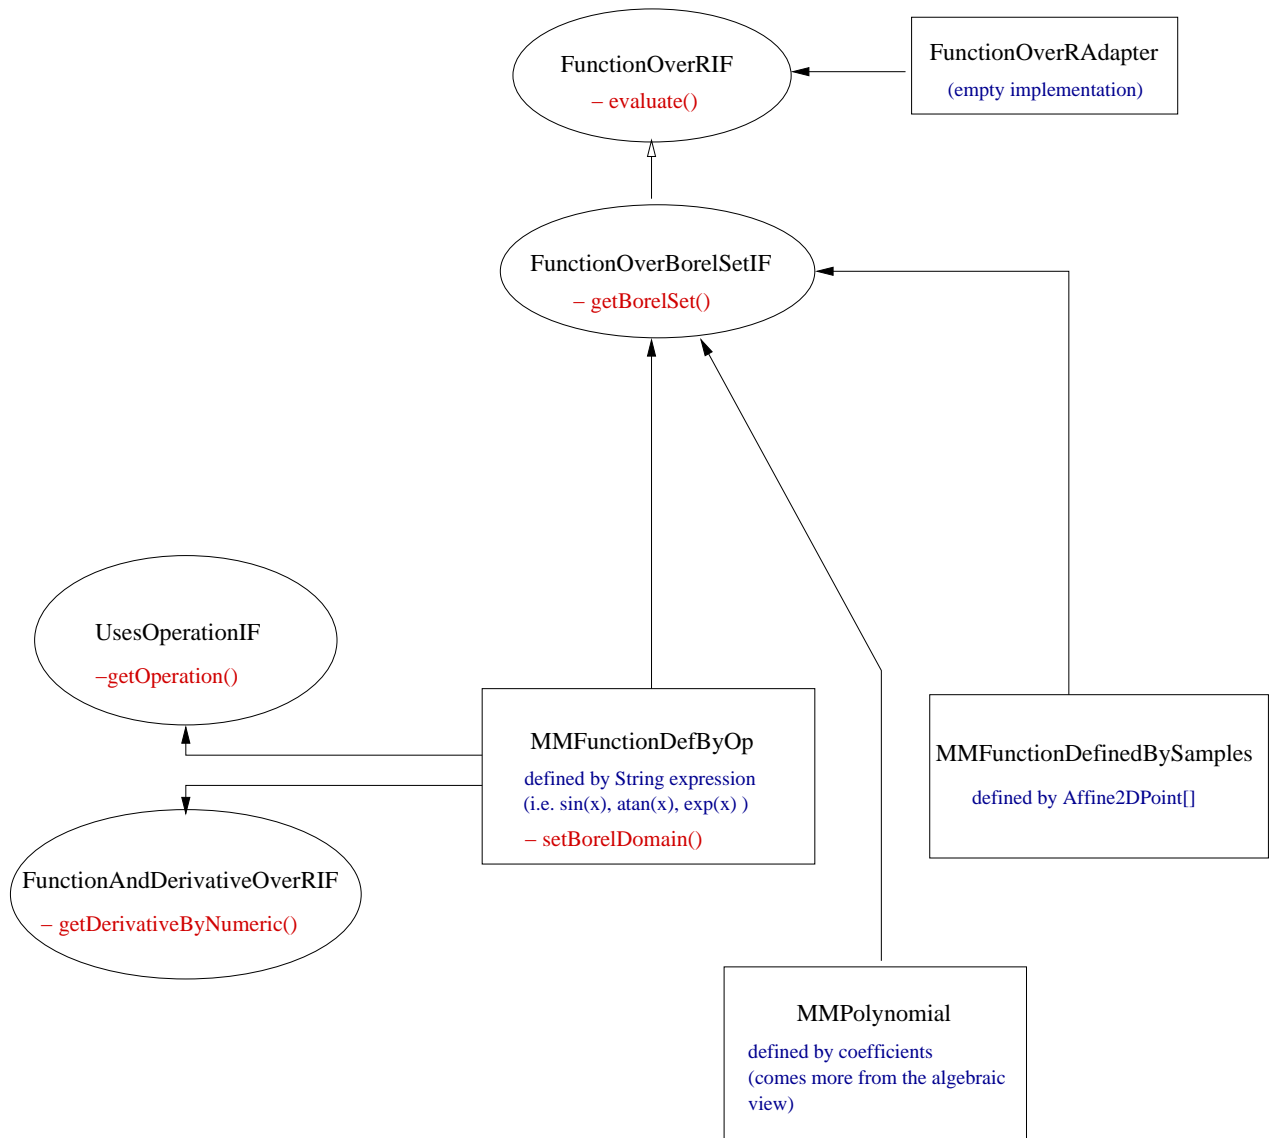 FunctionOverRIF
– evaluate()
FunctionOverRAdapter
(empty implementation)
FunctionOverBorelSetIF
– getBorelSet()
UsesOperationIF
–getOperation()
MMFunctionDefByOp
defined by String expression
(i.e. sin(x), atan(x), exp(x) )
– setBorelDomain()
MMFunctionDefinedBySamples
defined by Affine2DPoint[]
FunctionAndDerivativeOverRIF
– getDerivativeByNumeric()
MMPolynomial
defined by coefficients
(comes more from the algebraic
view)